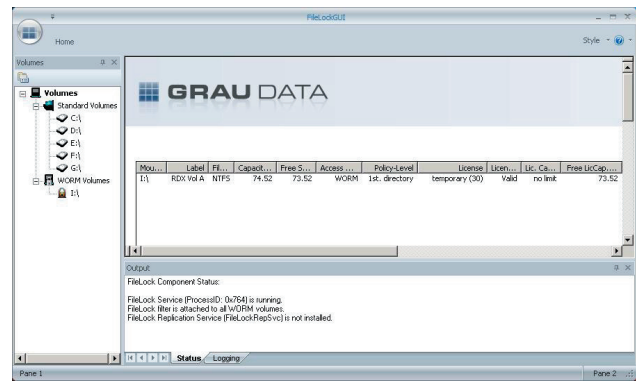 FileLockGUI
Home
Style
Volumes
Volumes
Standard Volumes
C:\
D:\
E:\
F:\
G:\
WORM Volumes
I:\
GRAU DATA
Mou... Label Fil... Capacit... Free S... Access ... Policy-Level License Licen... Lic. Ca... Free LicCap....
I:\ RDX Vol A NTFS 74.52 73.52 WORM 1st. directory temporary (30) Valid no limit 73.52
Output
FileLock Component Status:
FileLock Service (ProcessID: 0x764) is running.
FileLock filter is attached to all WORM volumes.
FileLock Replication Service (FileLockRepSvc) is not installed.
Status Logging
Pane 1 Pane 2